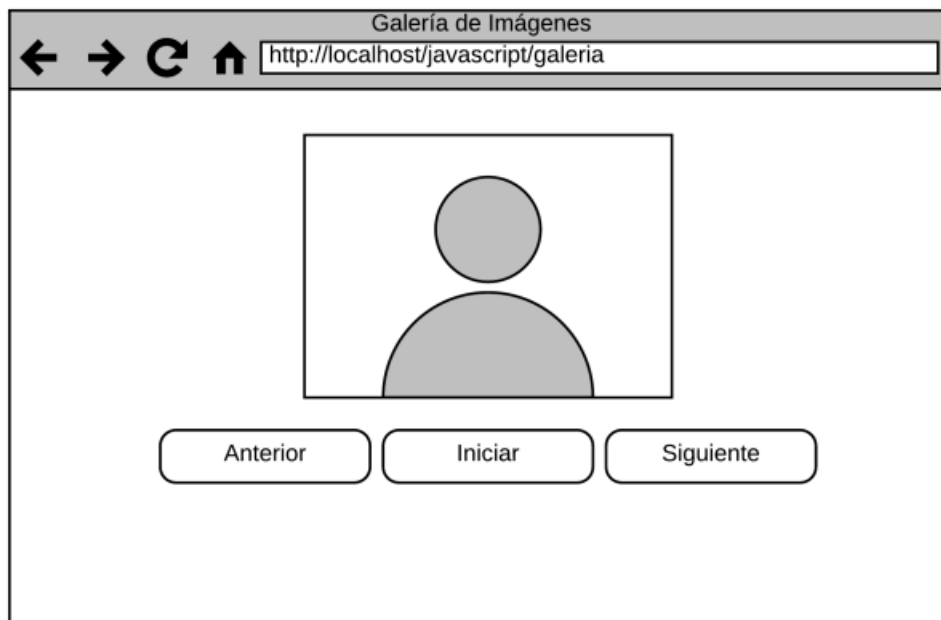 Galería de Imágenes
http://localhost/javascript/galeria
Anterior
Iniciar
Siguiente